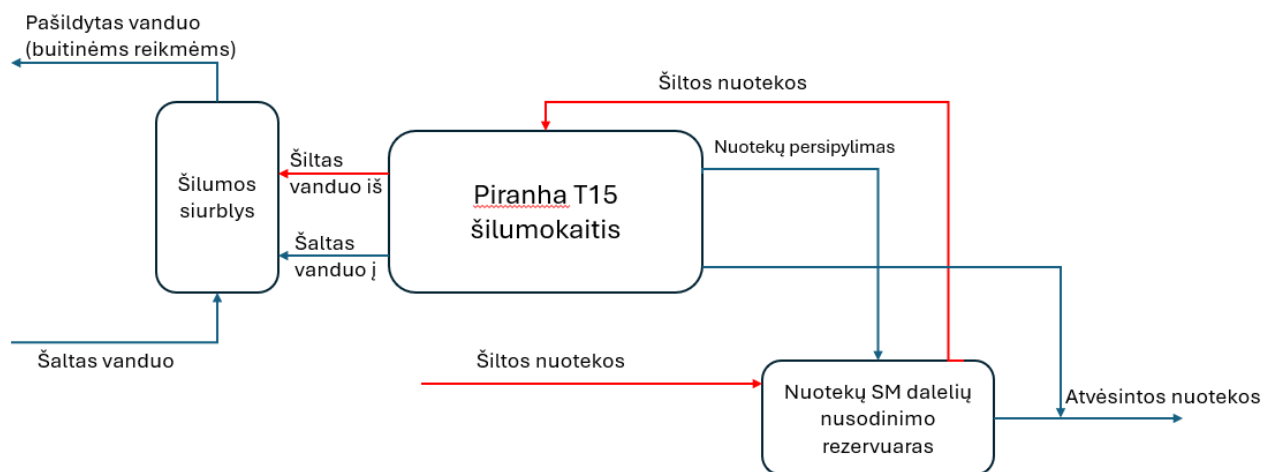 Pašildytas vanduo
(buitinėms reikmėms)
Šiltos nuotekos
Nuotekų persipylimas
Šilumos
siurblys
Šiltas
vanduo iš
Piranha T15
šilumokaitis
Šaltas
vanduo į
Šaltas vanduo
Šiltos nuotekos
Nuotekų SM dalelių
nusodinimo
rezervuaras
Atvėsintos nuotekos